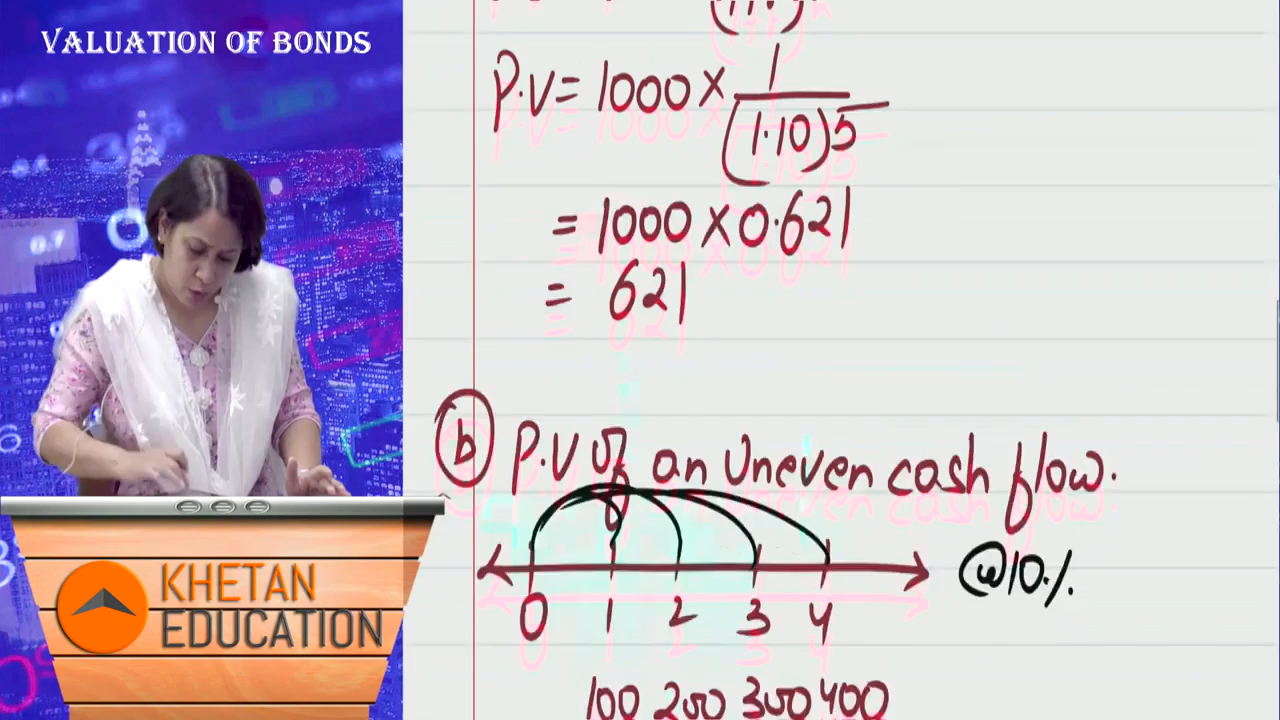 VALUATION OF BONDS
P.V = 1000 × 1
(1.10)5
= 1000 × 0.621
= 621
b P.V of an Uneven cash flow.
@10%
0 1 2 3 4
100 200 300 400
KHETAN
EDUCATION